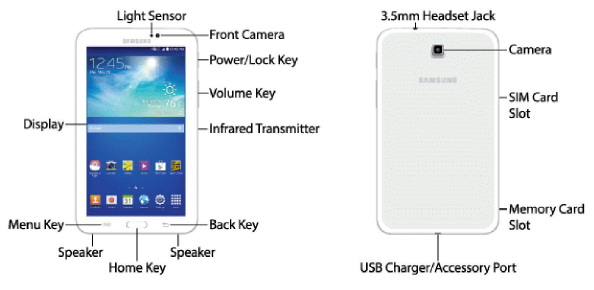 Light Sensor
3.5mm Headset Jack
Front Camera
Camera
SAMSUNG
Power/Lock Key
12:45
SAMSUNG
Volume Key
SIM Card
Slot
Display
Infrared Transmitter
Menu Key
Back Key
Memory Card
Slot
Speaker
Speaker
Home Key
USB Charger/Accessory Port